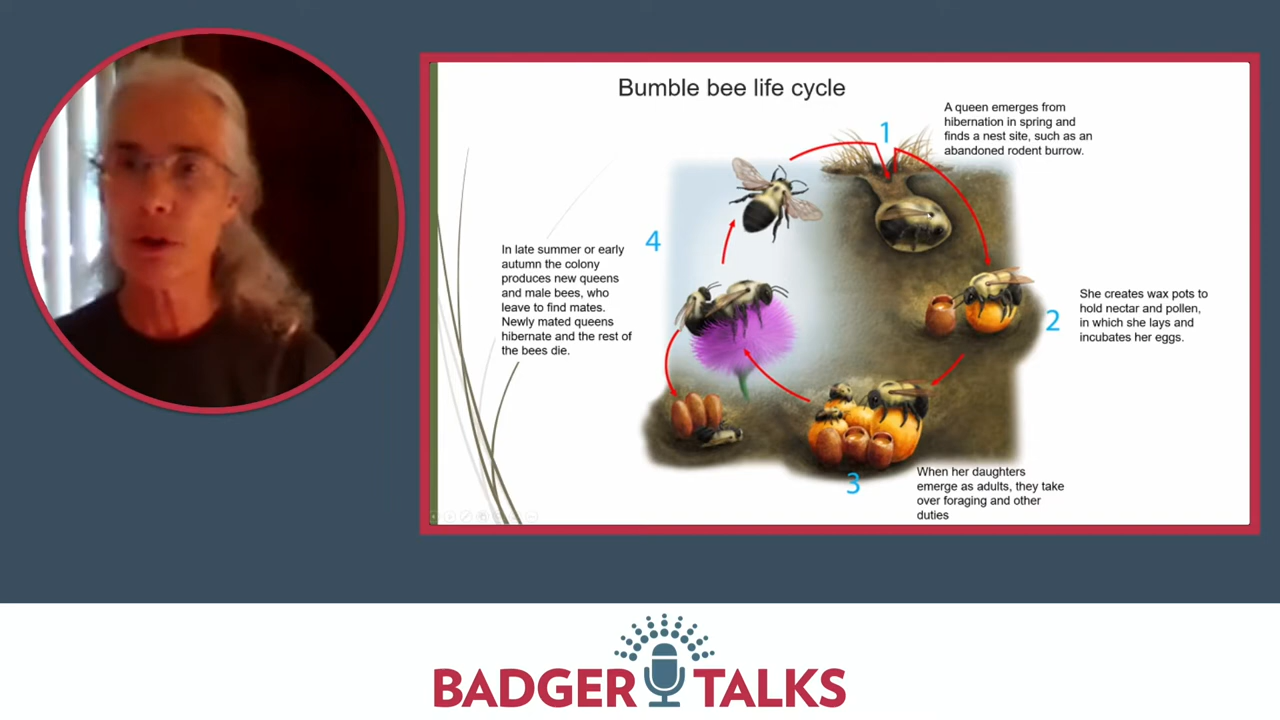 Bumble bee life cycle
1
A queen emerges from
hibernation in spring and
finds a nest site, such as an
abandoned rodent burrow.
2
She creates wax pots to
hold nectar and pollen,
in which she lays and
incubates her eggs.
3
When her daughters
emerge as adults, they take
over foraging and other
duties
4
In late summer or early
autumn the colony
produces new queens
and male bees, who
leave to find mates.
Newly mated queens
hibernate and the rest of
the bees die.
BADGER TALKS